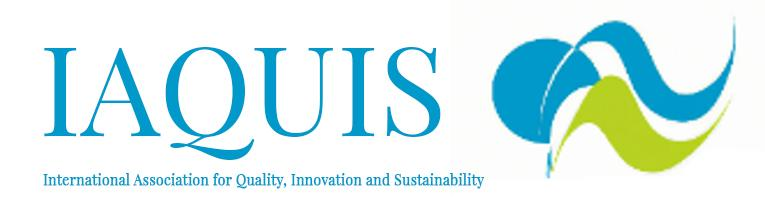 IAQUIS
International Association for Quality, Innovation and Sustainability